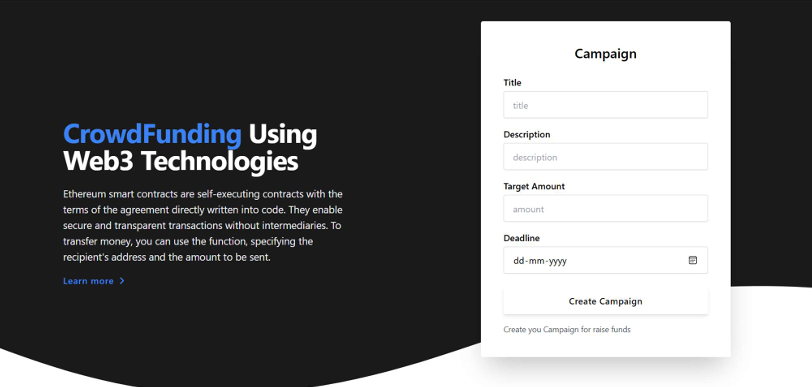 CrowdFunding Using
Web3 Technologies
Ethereum smart contracts are self-executing contracts with the
terms of the agreement directly written into code. They enable
secure and transparent transactions without intermediaries. To
transfer money, you can use the function, specifying the
recipient's address and the amount to be sent.
Learn more
Campaign
Title
title
Description
description
Target Amount
amount
Deadline
dd-mm-yyyy
Create Campaign
Create you Campaign for raise funds